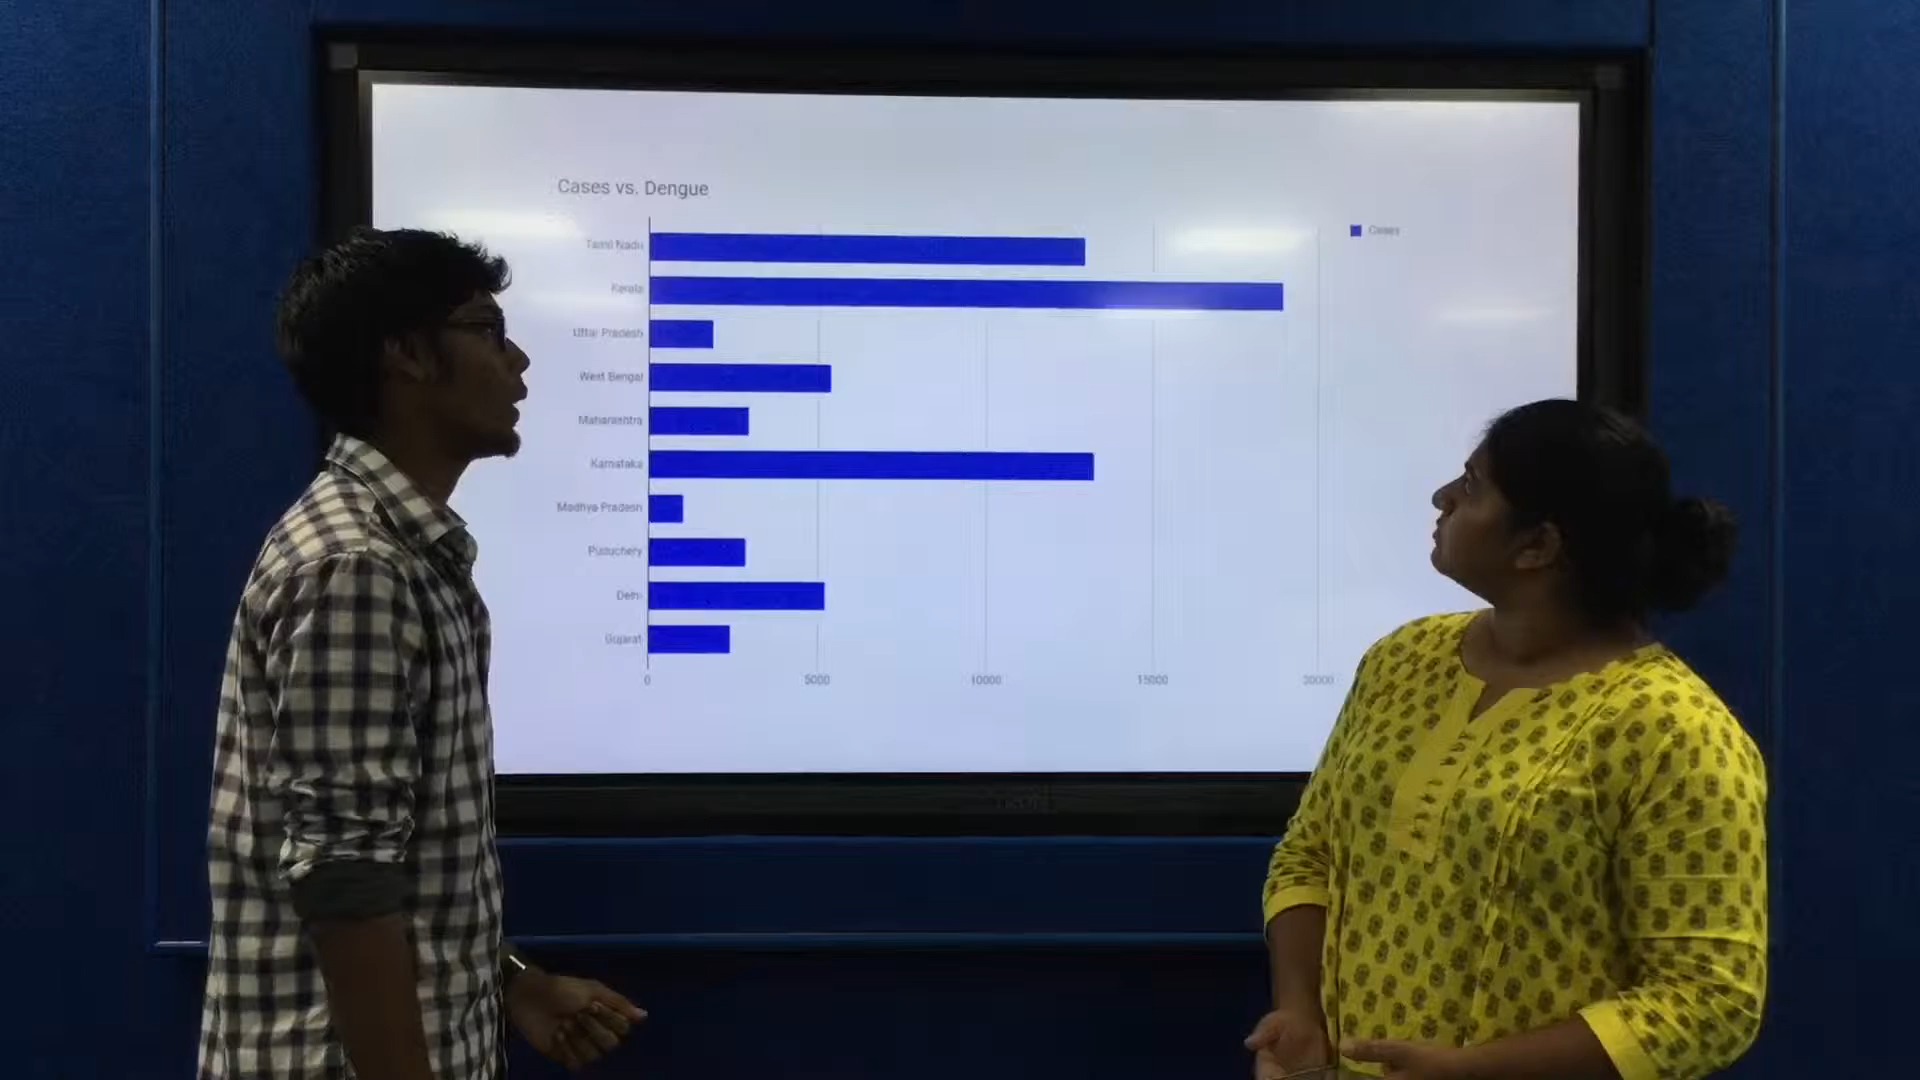 Cases vs. Dengue
Cases
Tamil Nadu
Kerala
Uttar Pradesh
West Bengal
Maharashtra
Karnataka
Madhya Pradesh
Puduchery
Delhi
Gujarat
0 5000 10000 15000 20000